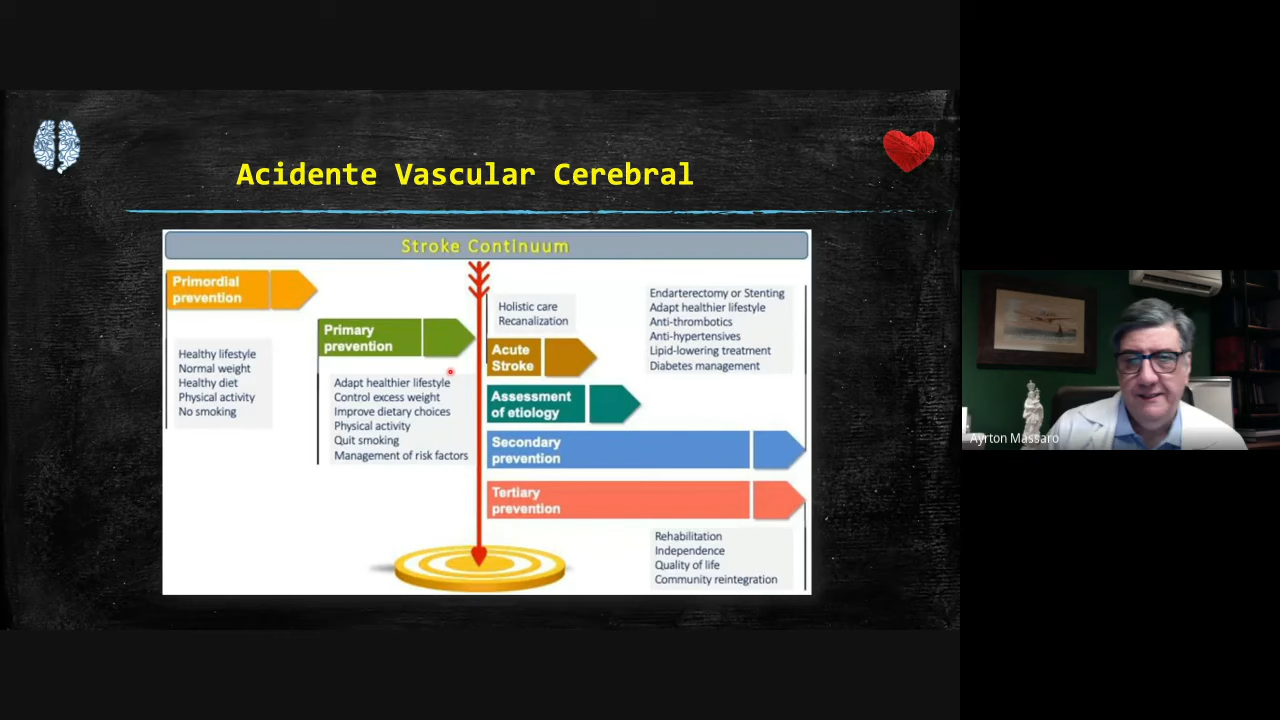 Acidente Vascular Cerebral
Stroke Continuum
Primordial
prevention
Healthy lifestyle
Normal weight
Healthy diet
Physical activity
No smoking
Primary
prevention
Adapt healthier lifestyle
Control excess weight
Improve dietary choices
Physical activity
Quit smoking
Management of risk factors
Holistic care
Recanalization
Acute
Stroke
Assessment
of etiology
Endarterectomy or Stenting
Adapt healthier lifestyle
Anti-thrombotics
Anti-hypertensives
Lipid-lowering treatment
Diabetes management
Secondary
prevention
Tertiary
prevention
Rehabilitation
Independence
Quality of life
Community reintegration
Ayrton Massaro